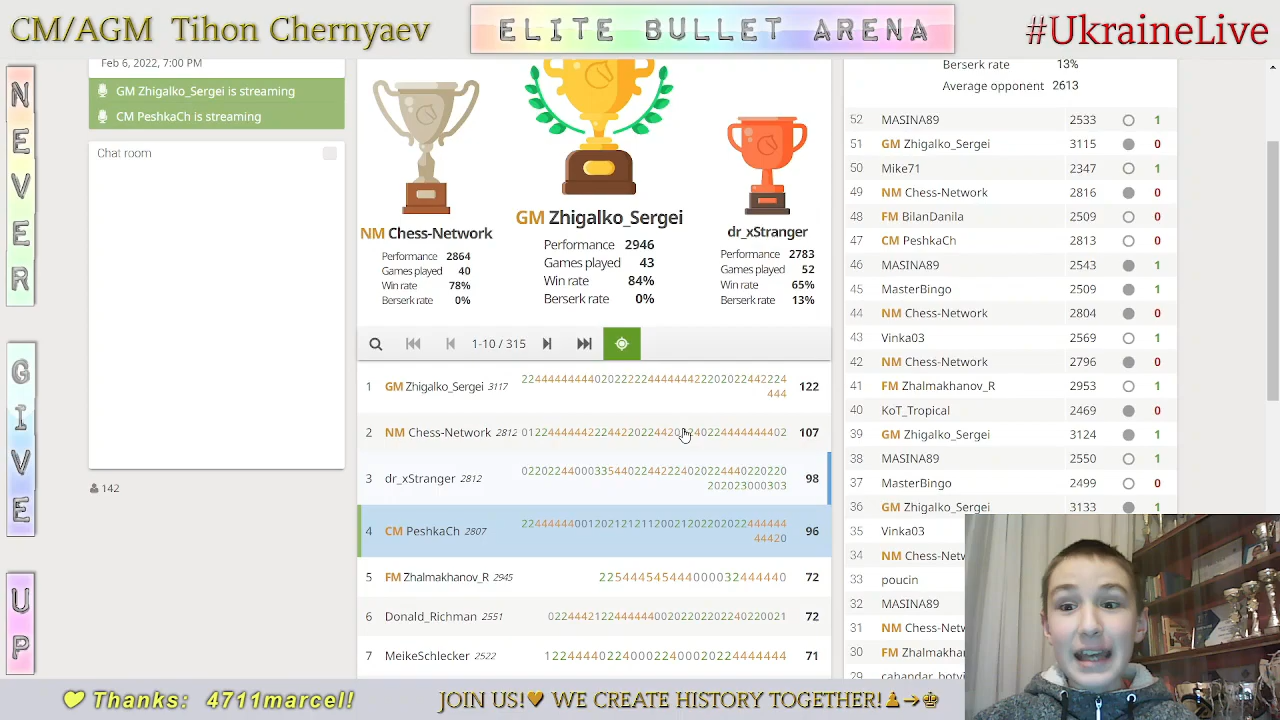 CM/AGM Tihon Chernyaev
ELITE BULLET ARENA
#UkraineLive
NEVER
GIVE
UP
Feb 6, 2022, 7:00 PM
GM Zhigalko_Sergei is streaming
CM PeshkaCh is streaming
Chat room
142
NM Chess-Network
Performance 2864
Games played 40
Win rate 78%
Berserk rate 0%
GM Zhigalko_Sergei
Performance 2946
Games played 43
Win rate 84%
Berserk rate 0%
dr_xStranger
Performance 2783
Games played 52
Win rate 65%
Berserk rate 13%
1-10 / 315
1 GM Zhigalko_Sergei 3117 122
2 NM Chess-Network 2812 107
3 dr_xStranger 2812 98
4 CM PeshkaCh 2807 96
5 FM Zhalmakhanov_R 2945 72
6 Donald_Richman 2551 72
7 MeikeSchlecker 2522 71
Berserk rate 13%
Average opponent 2613
52 MASINA89 2533 1
51 GM Zhigalko_Sergei 3115 0
50 Mike71 2347 1
49 NM Chess-Network 2816 0
48 FM BilanDanila 2509 0
47 CM PeshkaCh 2813 0
46 MASINA89 2543 1
45 MasterBingo 2509 1
44 NM Chess-Network 2804 0
43 Vinka03 2569 1
42 NM Chess-Network 2796 0
41 FM Zhalmakhanov_R 2953 1
40 KoT_Tropical 2469 0
39 GM Zhigalko_Sergei 3124 1
38 MASINA89 2550 1
37 MasterBingo 2499 0
36 GM Zhigalko_Sergei 3133 1
35 Vinka03
34 NM Chess-Netw
33 poucin
32 MASINA89
31 NM Chess-Netw
30 FM Zhalmakhan
29
Thanks: 4711marcel!
JOIN US! WE CREATE HISTORY TOGETHER!